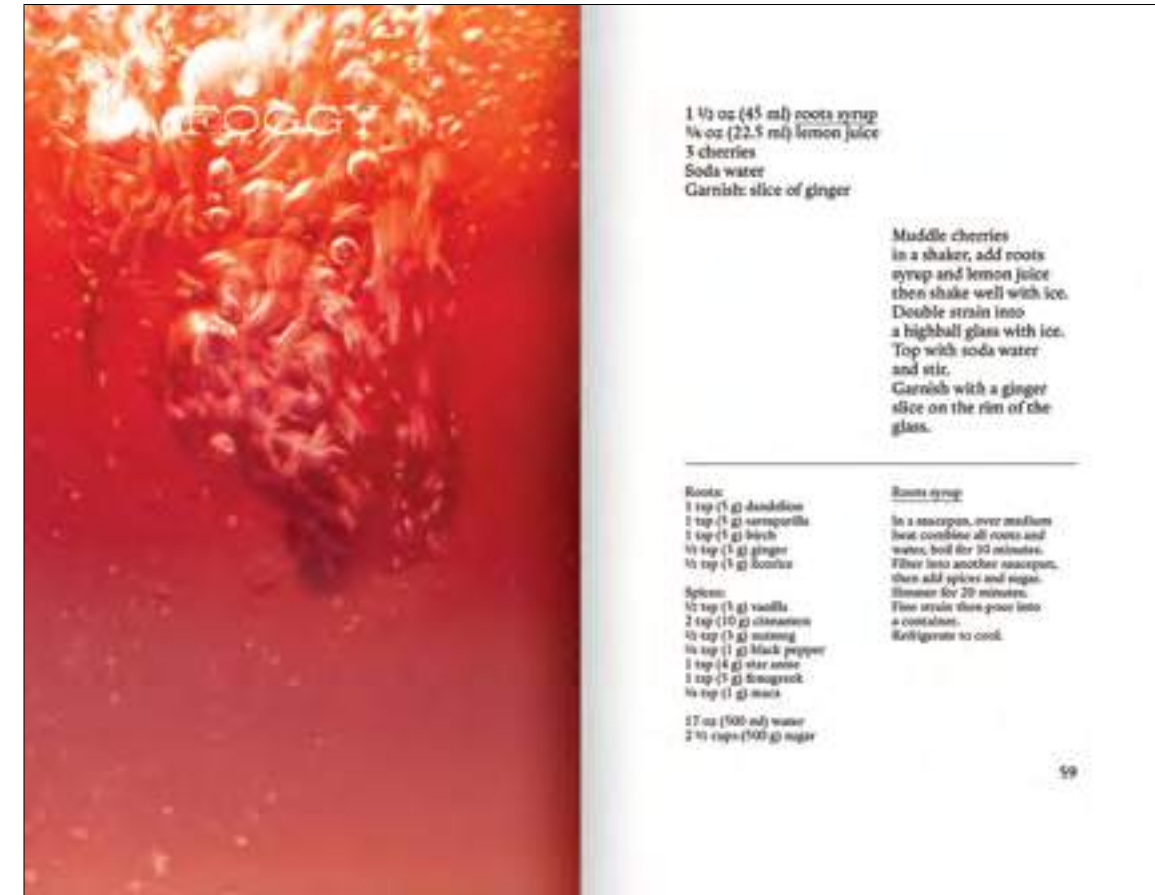 FOGGY
1 ½ oz (45 ml) roots syrup
¾ oz (22.5 ml) lemon juice
3 cherries
Soda water
Garnish: slice of ginger
Muddle cherries
in a shaker, add roots
syrup and lemon juice
then shake well with ice.
Double strain into
a highball glass with ice.
Top with soda water
and stir.
Garnish with a ginger
slice on the rim of the
glass.
Roots:
1 tsp (5 g) dandelion
1 tsp (5 g) sarsaparilla
1 tsp (5 g) birch
½ tsp (3 g) ginger
½ tsp (3 g) licorice
Spices:
½ tsp (3 g) vanilla
2 tsp (10 g) cinnamon
½ tsp (3 g) nutmeg
¼ tsp (1 g) black pepper
1 tsp (4 g) star anise
1 tsp (5 g) fenugreek
¼ tsp (1 g)
17 oz (500 ml) water
2 ½ cups (500 g) sugar
Roots syrup
In a saucepan, over medium
heat combine all roots and
water, boil for 10 minutes.
Filter into another saucepan,
then add spices and sugar.
Simmer for 20 minutes.
Fine strain then pour into
a container.
Refrigerate to cool.
59